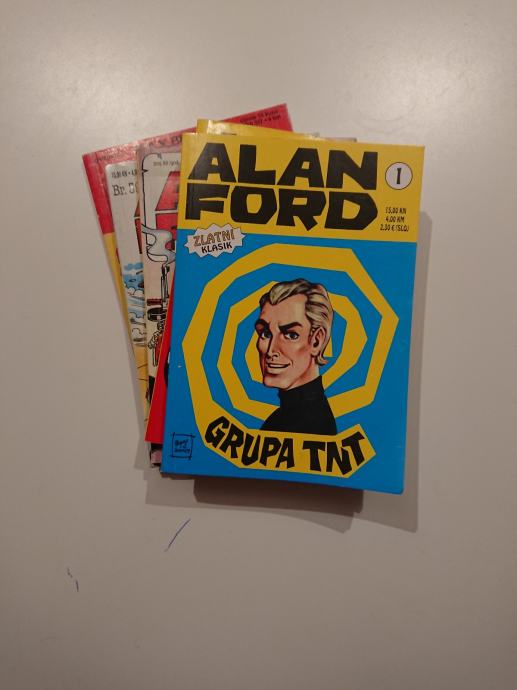 ALAN
FORD
1
15,00 KN
4.00 KM
2,30 € (SLO)
ZLATNI
KLASIK
GRUPA TNT